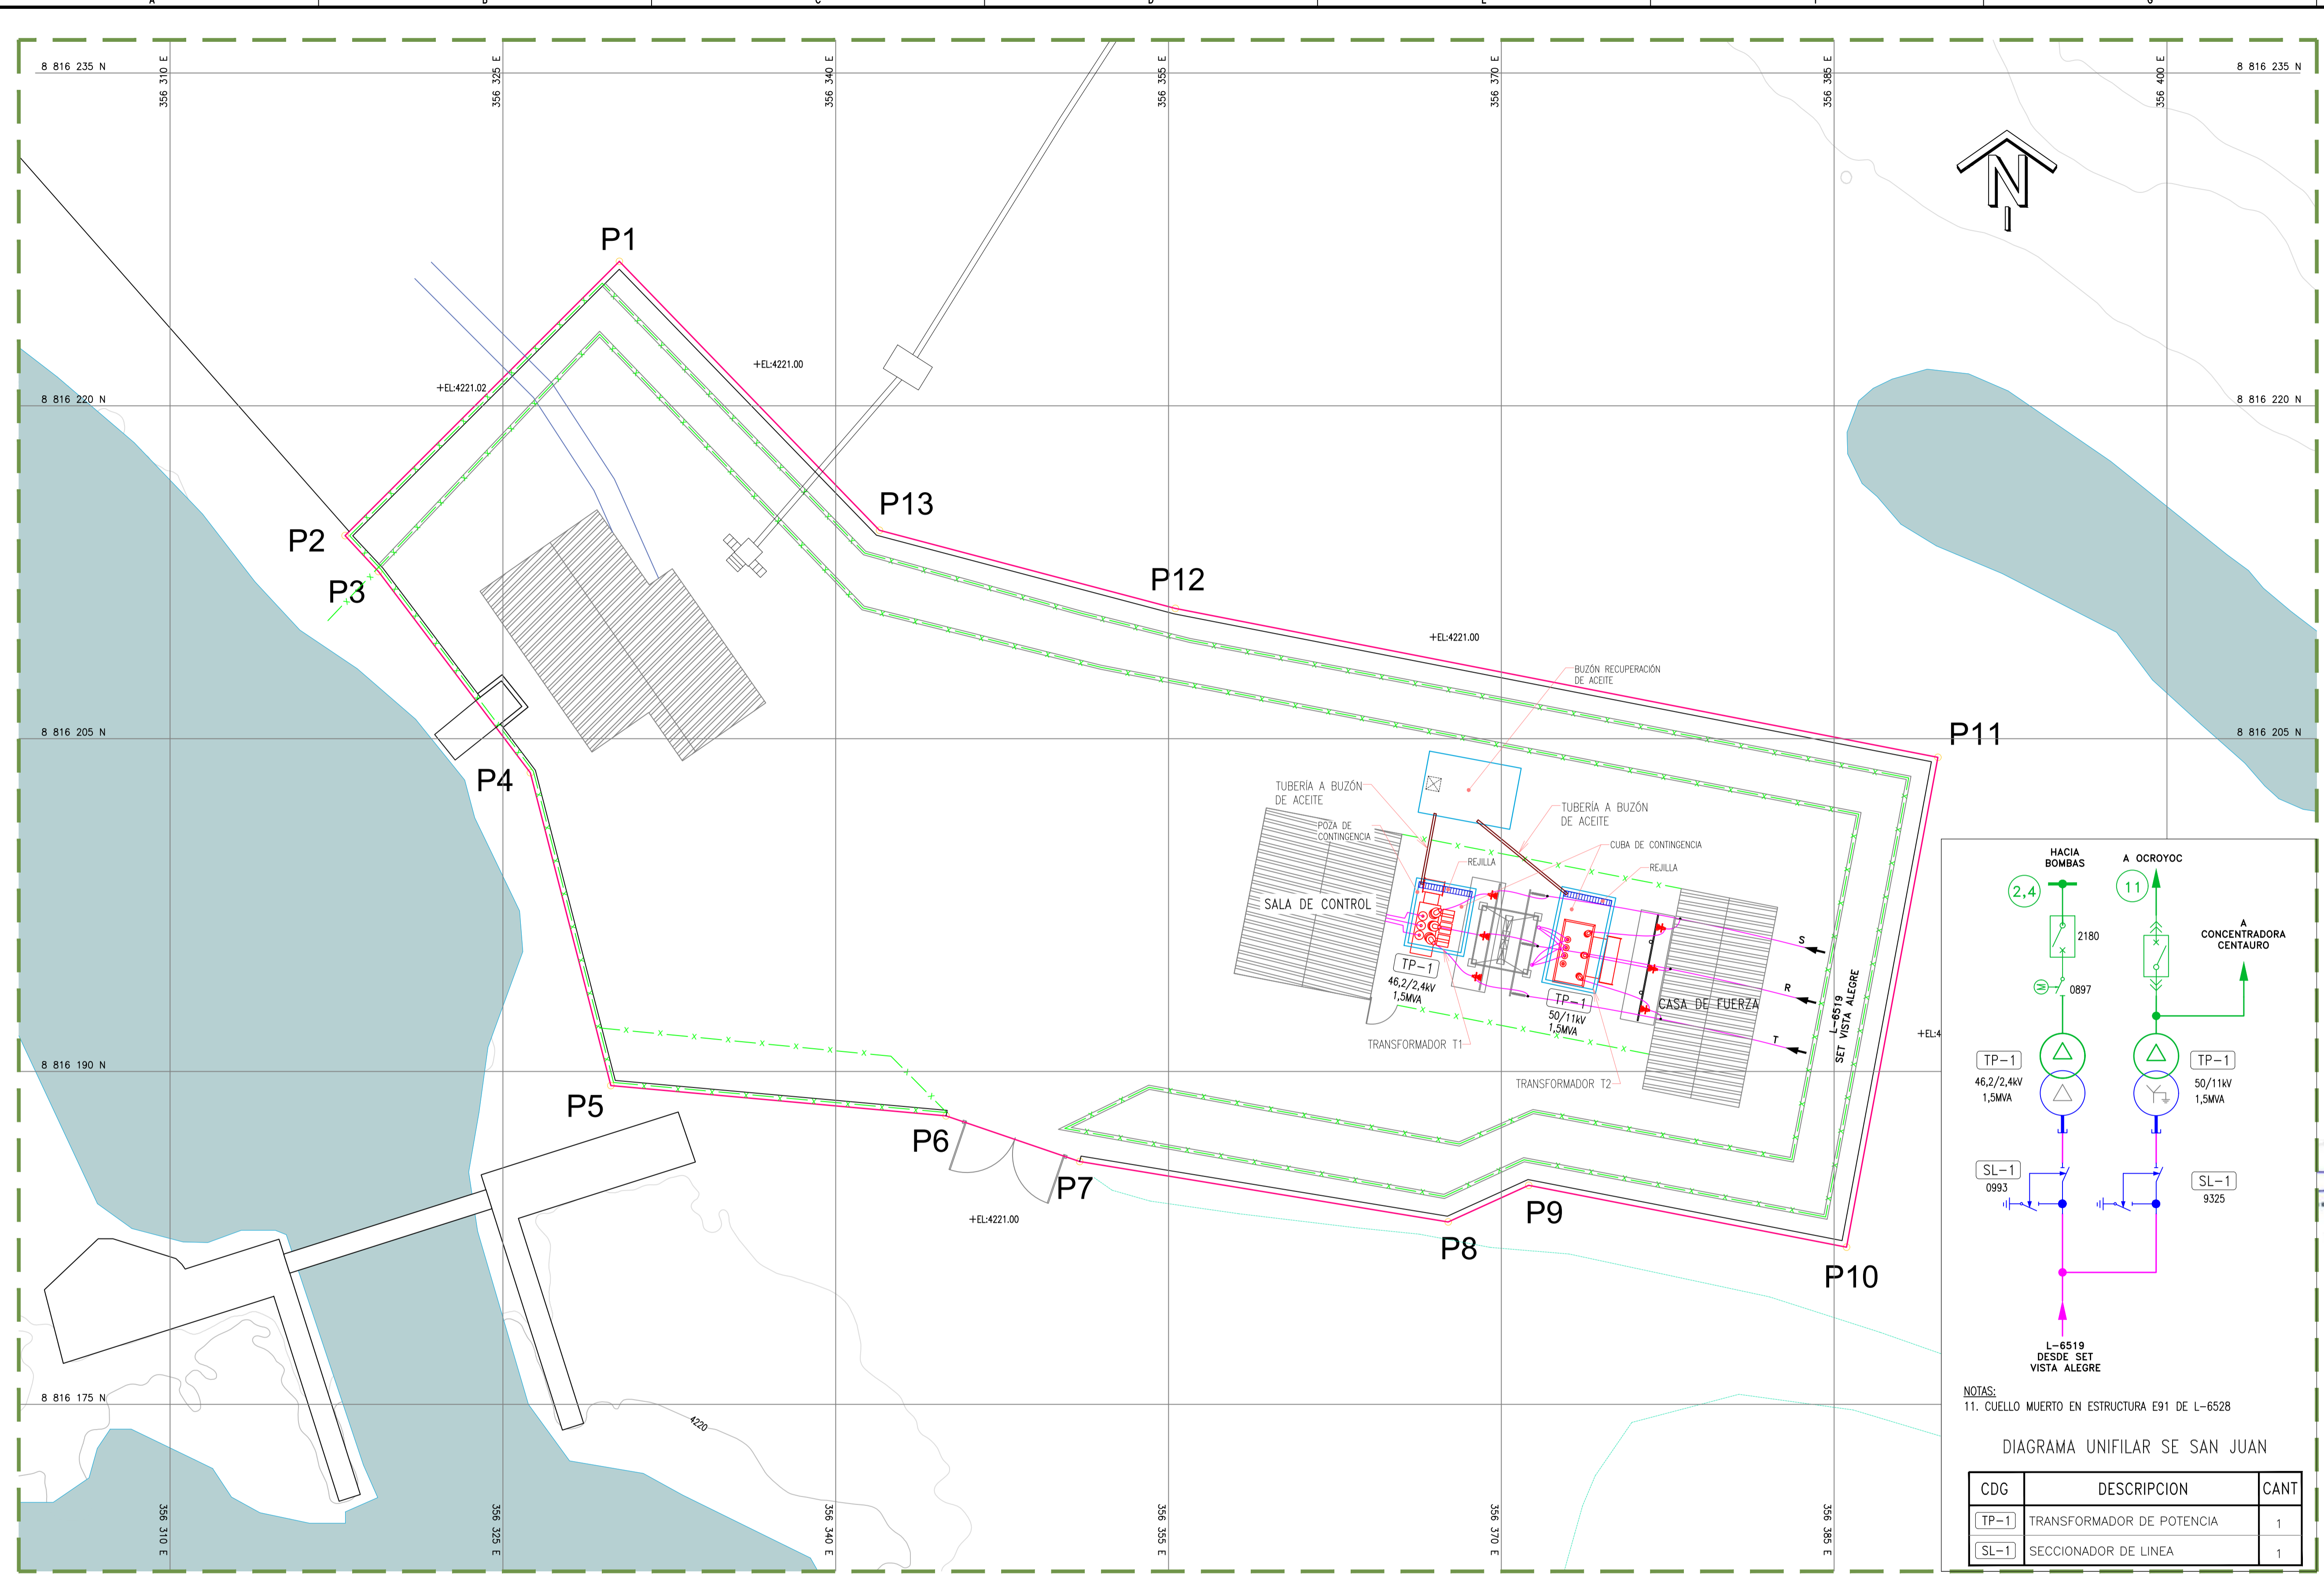 A B C D E F G
8 816 235 N
356 310 E
356 325 E
356 340 E
356 355 E
356 370 E
356 385 E
356 400 E
8 816 235 N
N
P1
+EL:4221.00
+EL:4221.02
8 816 220 N
8 816 220 N
P13
P2
P12
P3
+EL:4221.00
BUZÓN RECUPERACIÓN
DE ACEITE
8 816 205 N
P11
8 816 205 N
P4
TUBERÍA A BUZÓN
DE ACEITE
TUBERÍA A BUZÓN
DE ACEITE
POZA DE
CONTINGENCIA
CUBA DE CONTINGENCIA
REJILLA
REJILLA
SALA DE CONTROL
TP-1
46,2/2,4kV
1,5MVA
TP-1
50/11kV
1,5MVA
CASA DE FUERZA
S
R
T
L-6519
SET VISTA ALEGRE
TRANSFORMADOR T1
TRANSFORMADOR T2
+EL:4
8 816 190 N
P5
P6
P7
P9
+EL:4221.00
P8
P10
8 816 175 N
4220
356 310 E
356 325 E
356 340 E
356 355 E
356 370 E
356 385 E
HACIA
BOMBAS
A OCROYOC
2,4
11
A
CONCENTRADORA
CENTAURO
2180
M
0897
TP-1
46,2/2,4kV
1,5MVA
TP-1
50/11kV
1,5MVA
SL-1
0993
SL-1
9325
L-6519
DESDE SET
VISTA ALEGRE
NOTAS:
11. CUELLO MUERTO EN ESTRUCTURA E91 DE L-6528
DIAGRAMA UNIFILAR SE SAN JUAN
CDG DESCRIPCION CANT
TP-1 TRANSFORMADOR DE POTENCIA 1
SL-1 SECCIONADOR DE LINEA 1